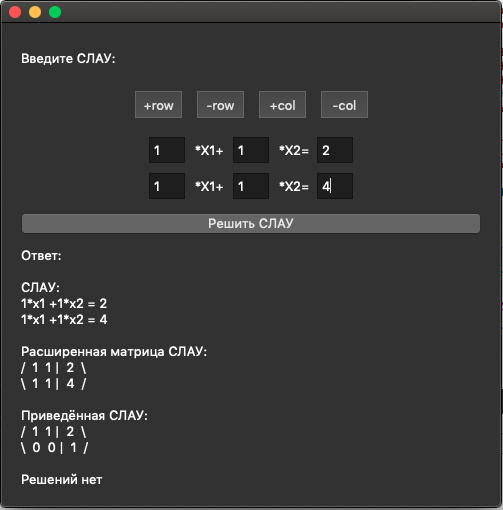 Введите СЛАУ:
+row -row +col -col
1 *X1+ 1 *X2= 2
1 *X1+ 1 *X2= 4
Решить СЛАУ
Ответ:
СЛАУ:
1*x1 +1*x2 = 2
1*x1 +1*x2 = 4
Расширенная матрица СЛАУ:
/ 1 1 | 2 \
\ 1 1 | 4 /
Приведённая СЛАУ:
/ 1 1 | 2 \
\ 0 0 | 1 /
Решений нет